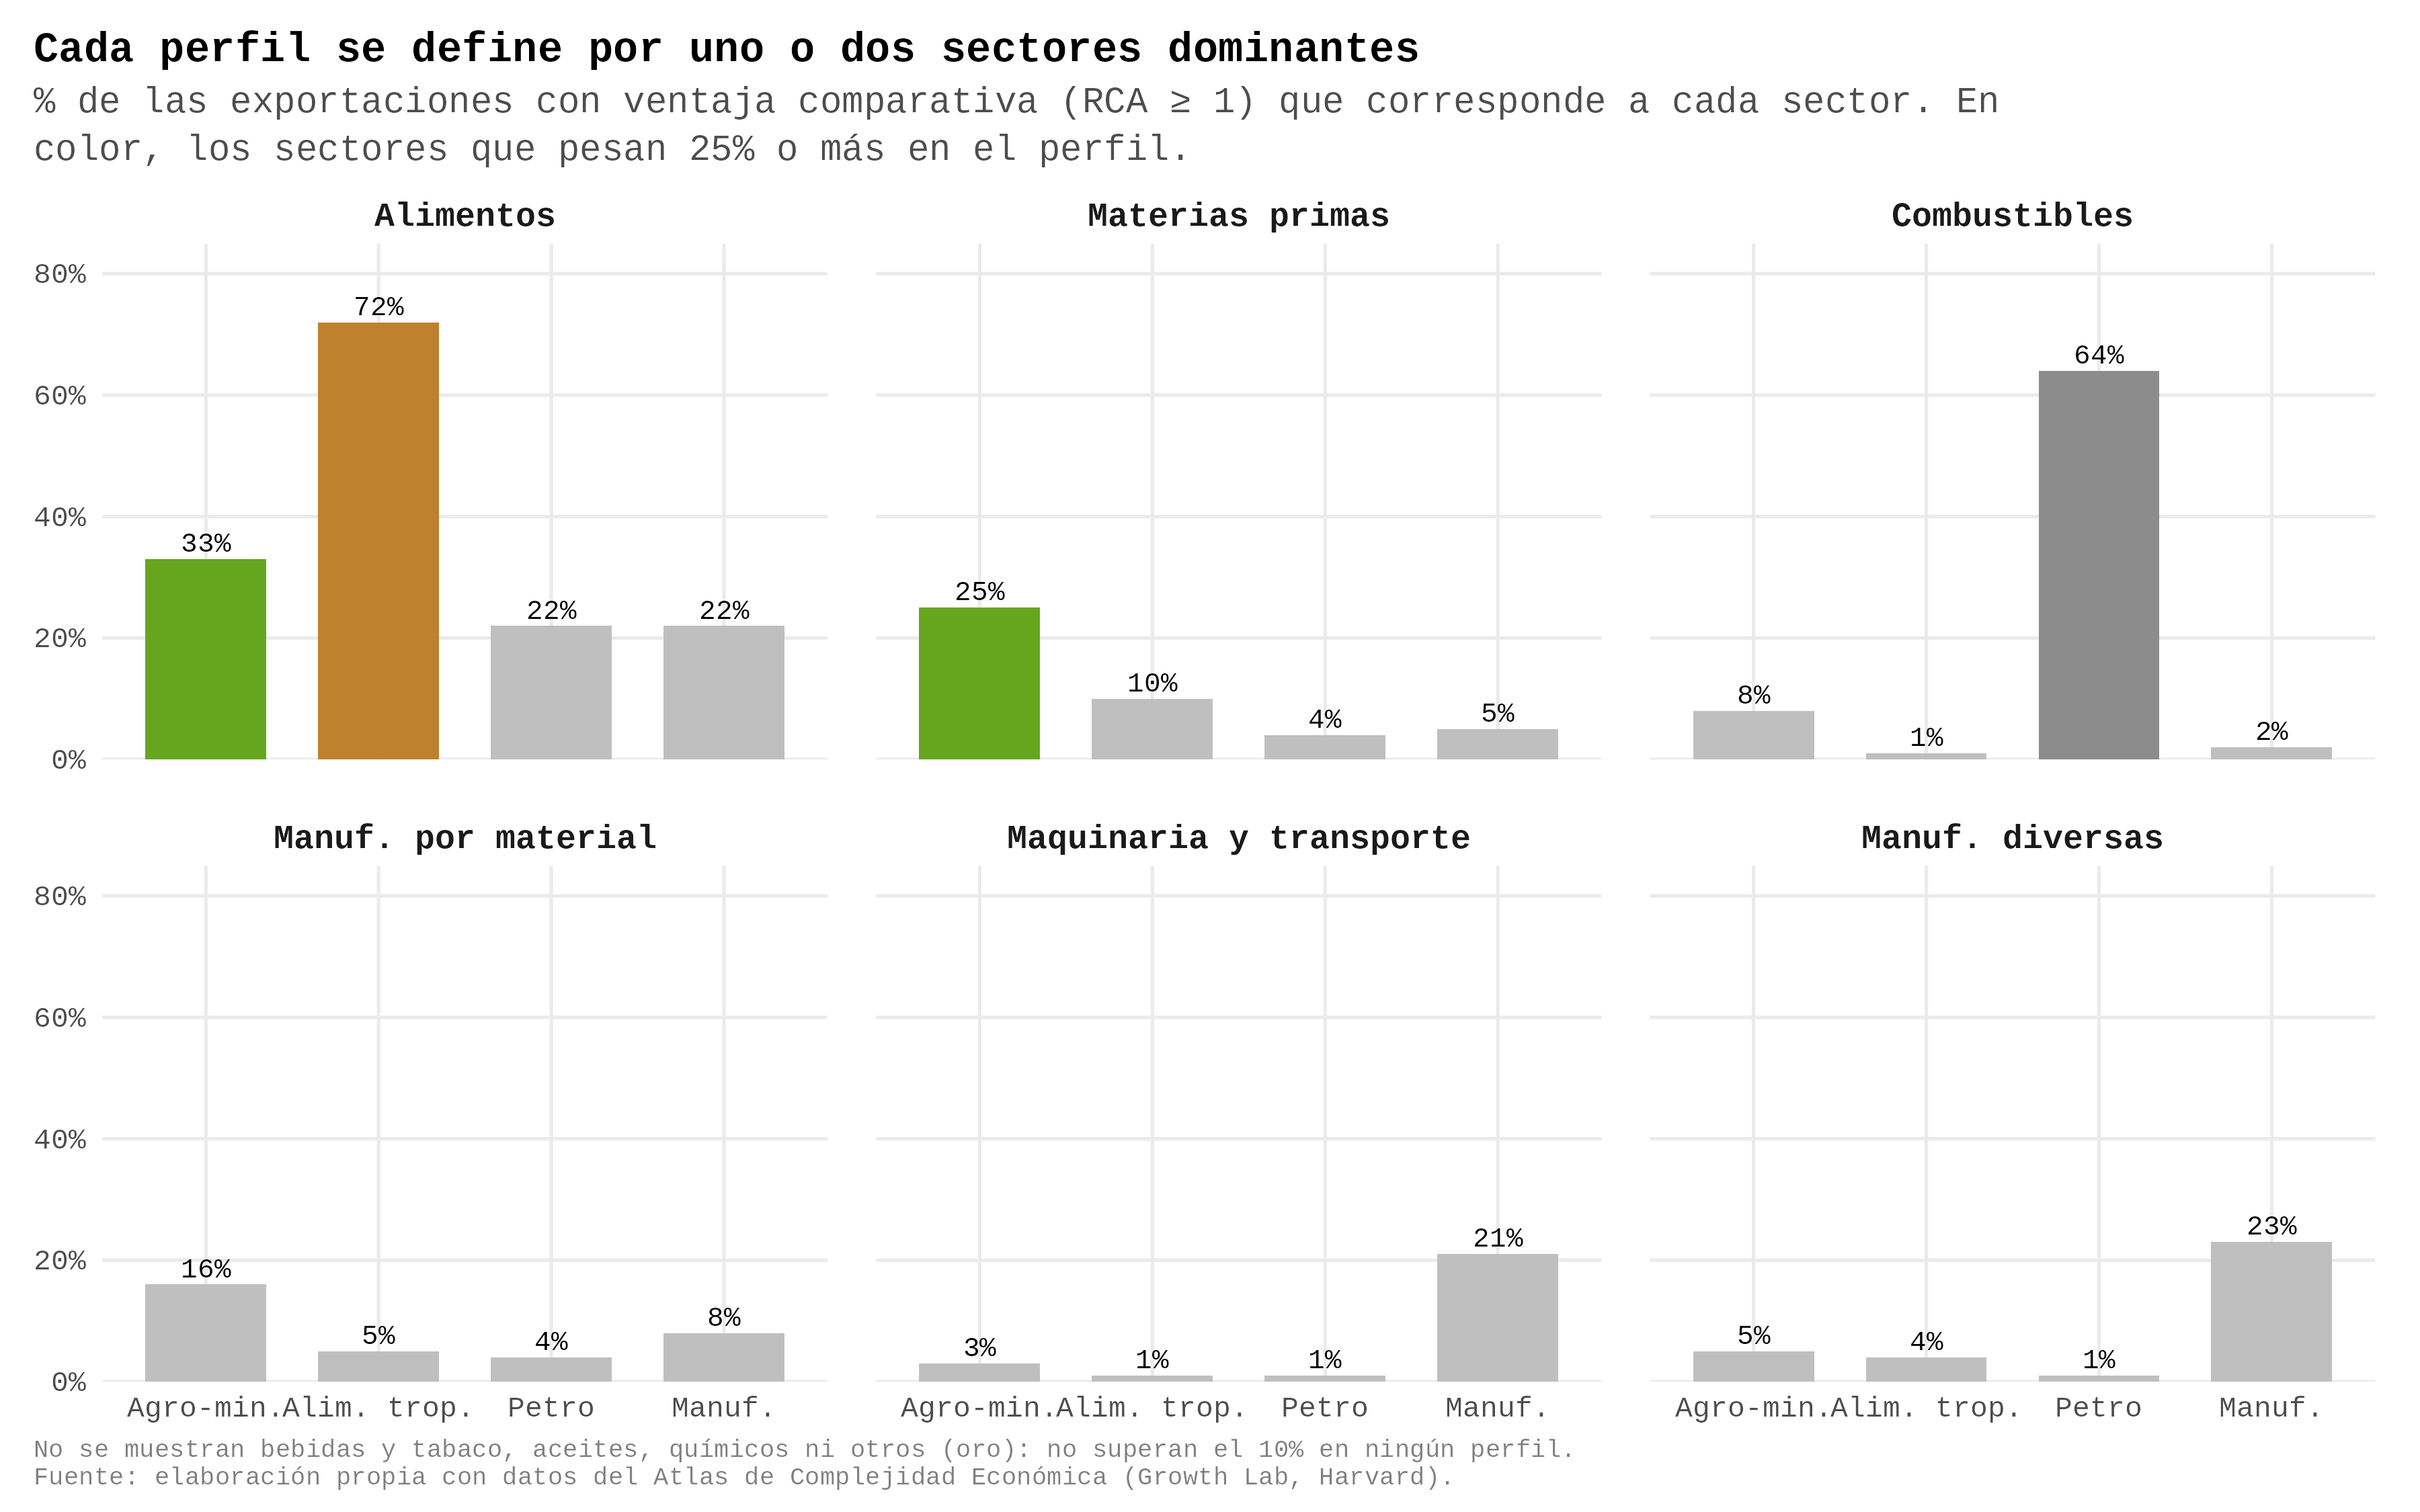 Cada perfil se define por uno o dos sectores dominantes
% de las exportaciones con ventaja comparativa (RCA ≥ 1) que corresponde a cada sector. En
color, los sectores que pesan 25% o más en el perfil.
Alimentos
80%
60%
40%
20%
0%
33%
72%
22%
22%
Materias primas
25%
10%
4%
5%
Combustibles
8%
1%
64%
2%
Manuf. por material
80%
60%
40%
20%
0%
16%
5%
4%
8%
Agro-min.
Alim. trop.
Petro
Manuf.
Maquinaria y transporte
3%
1%
1%
21%
Agro-min.
Alim. trop.
Petro
Manuf.
Manuf. diversas
5%
4%
1%
23%
Agro-min.
Alim. trop.
Petro
Manuf.
No se muestran bebidas y tabaco, aceites, químicos ni otros (oro): no superan el 10% en ningún perfil.
Fuente: elaboración propia con datos del Atlas de Complejidad Económica (Growth Lab, Harvard).